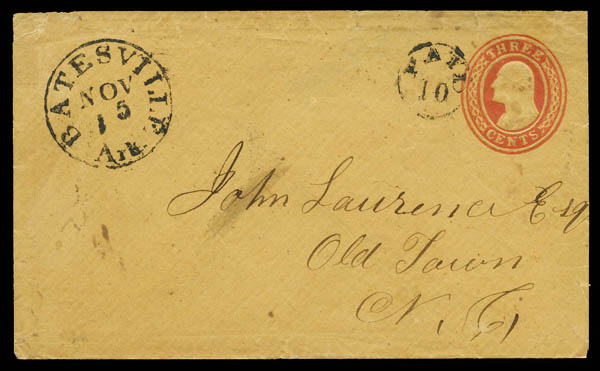 BATESVILLE
NOV
15
Ark.
PAID
10
THREE
CENTS
John Laurence Esq
Old Town
N. C,